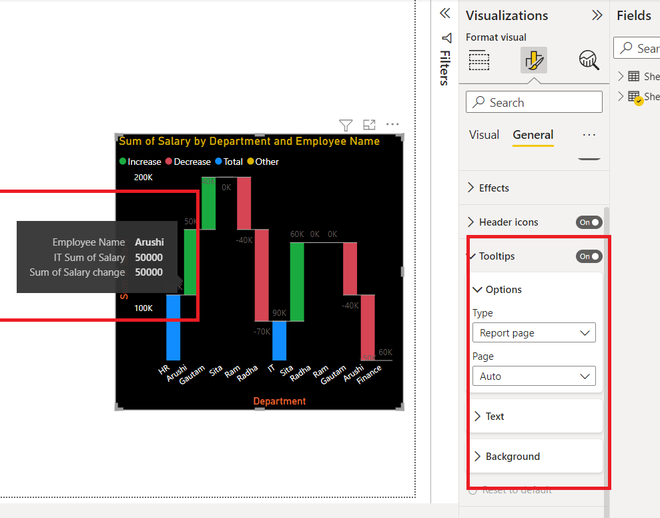 Visualizations
Fields
Format visual
Filters
Search
Search
She
She
Visual
General
Effects
Header icons
On
Tooltips
On
Options
Type
Report page
Page
Auto
Text
Background
Reset to default
Sum of Salary by Department and Employee Name
Increase
Decrease
Total
Other
200K
100K
0K
50K
-40K
-70K
90K
60K
0K
0K
-40K
60K
Employee Name Arushi
IT Sum of Salary 50000
Sum of Salary change 50000
HR
Arushi
Gautam
Sita
Ram
Radha
IT
Sita
Radha
Ram
Gautam
Arushi
Finance
Department